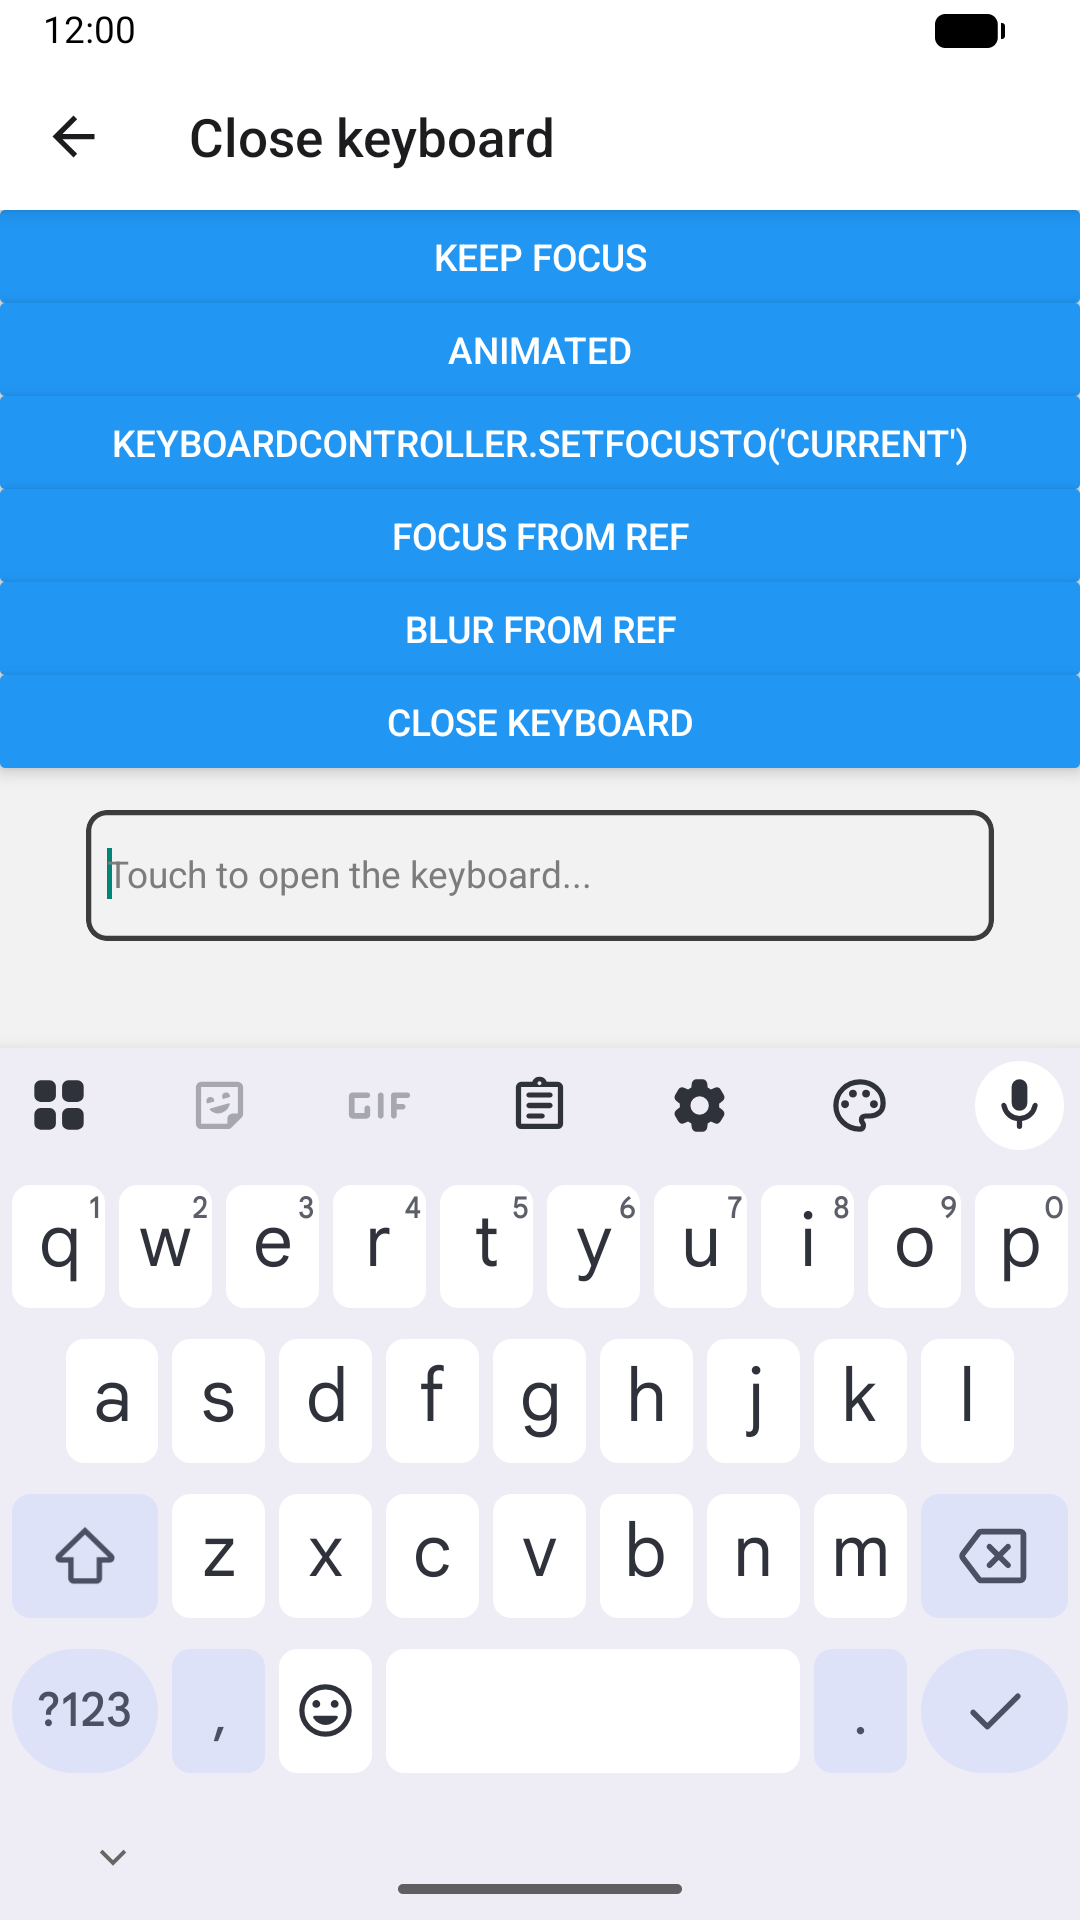 12:00
Close keyboard
KEEP FOCUS
ANIMATED
KEYBOARDCONTROLLER.SETFOCUSTO('CURRENT')
FOCUS FROM REF
BLUR FROM REF
CLOSE KEYBOARD
Touch to open the keyboard...
GIF
q1 w2 e3 r4 t5 y6 u7 i8 o9 p0
a s d f g h j k l
z x c v b n m
?123 , .